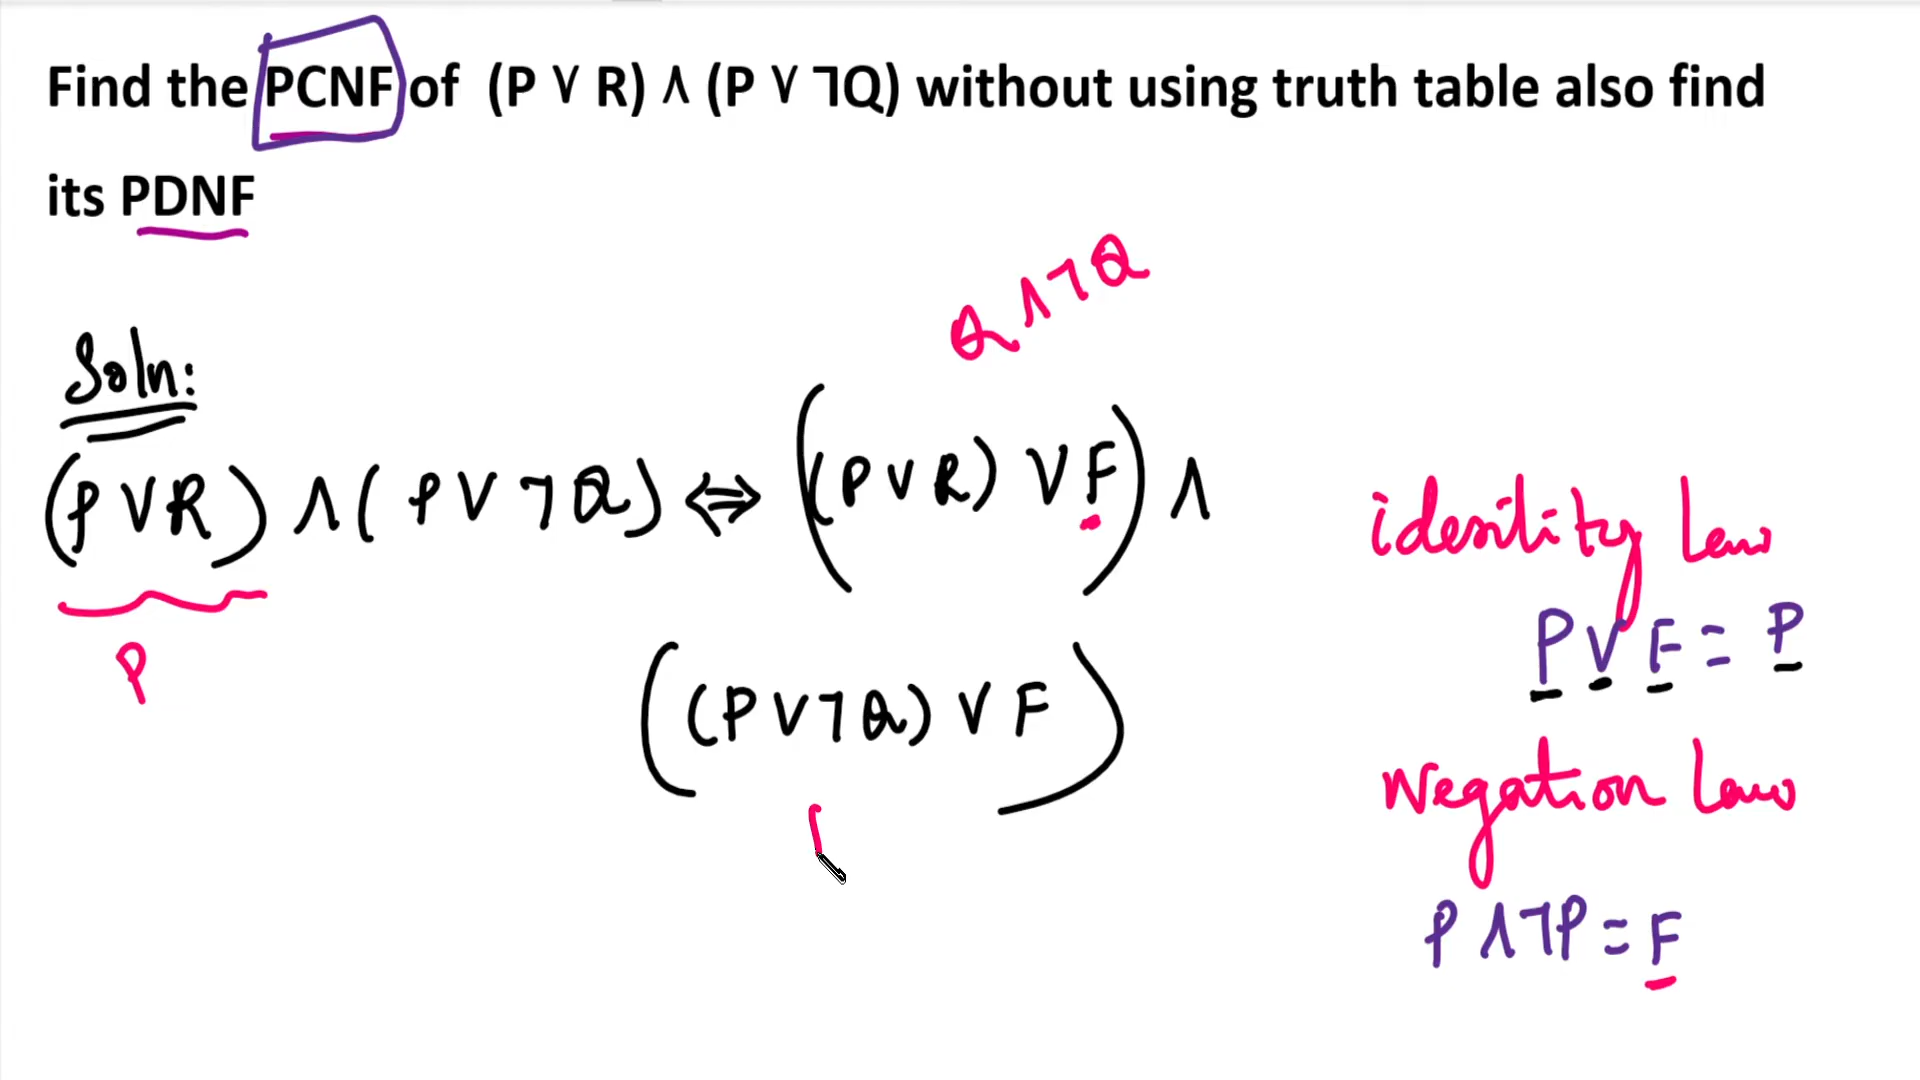 Find the PCNF of (P ∨ R) ∧ (P ∨ ⅂Q) without using truth table also find
its PDNF
Q ∧ ⅂ Q
Soln:
(P ∨ R) ∧ (P ∨ ⅂ Q) ⇔ ((P ∨ R) ∨ F) ∧
identity law
P
P ∨ F = P
((P ∨ ⅂ Q) ∨ F)
Negation law
P ∧ ⅂P = F